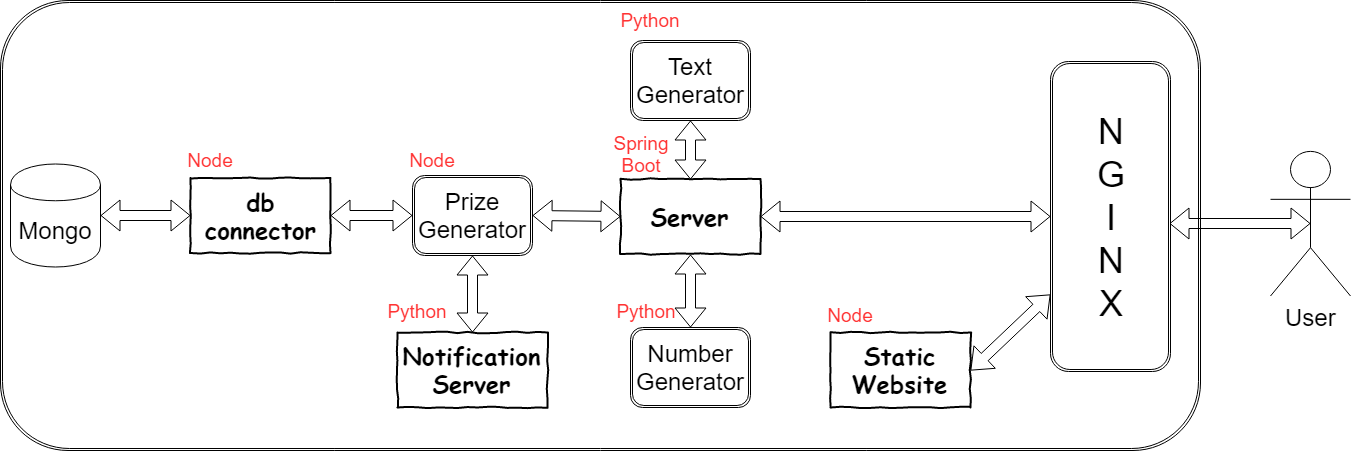 Python
Text
Generator
Spring
Boot
Node
Node
Mongo
db
connector
Prize
Generator
Server
Python
Python
Notification
Server
Number
Generator
Node
Static
Website
N
G
I
N
X
User